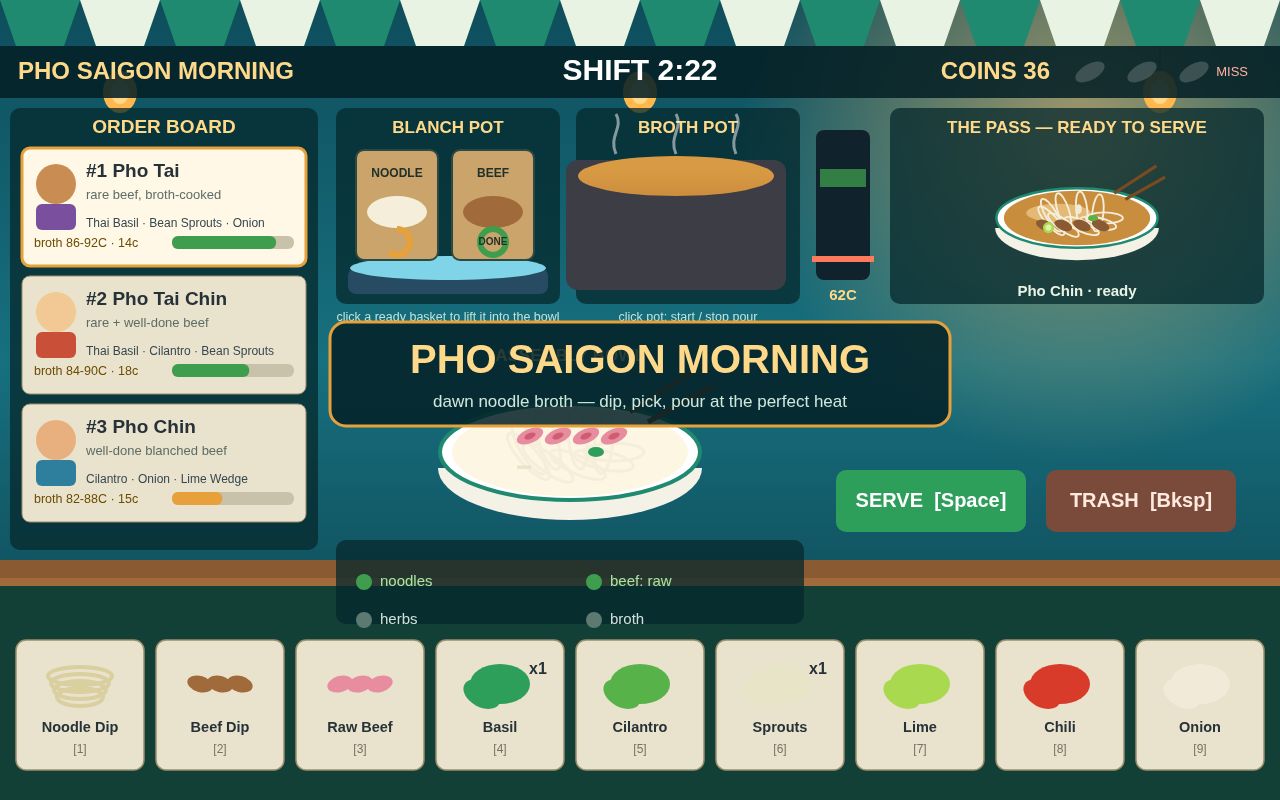 PHO SAIGON MORNING
SHIFT 2:22
COINS 36
MISS
ORDER BOARD
#1 Pho Tai
rare beef, broth-cooked
Thai Basil · Bean Sprouts · Onion
broth 86-92C · 14c
#2 Pho Tai Chin
rare + well-done beef
Thai Basil · Cilantro · Bean Sprouts
broth 84-90C · 18c
#3 Pho Chin
well-done blanched beef
Cilantro · Onion · Lime Wedge
broth 82-88C · 15c
BLANCH POT
NOODLE
BEEF
DONE
click a ready basket to lift it into the bowl
BROTH POT
click pot: start / stop pour
62C
THE PASS — READY TO SERVE
Pho Chin · ready
PHO SAIGON MORNING
dawn noodle broth — dip, pick, pour at the perfect heat
SERVE [Space]
TRASH [Bksp]
noodles
beef: raw
herbs
broth
Noodle Dip
[1]
Beef Dip
[2]
Raw Beef
[3]
x1
Basil
[4]
Cilantro
[5]
x1
Sprouts
[6]
Lime
[7]
Chili
[8]
Onion
[9]